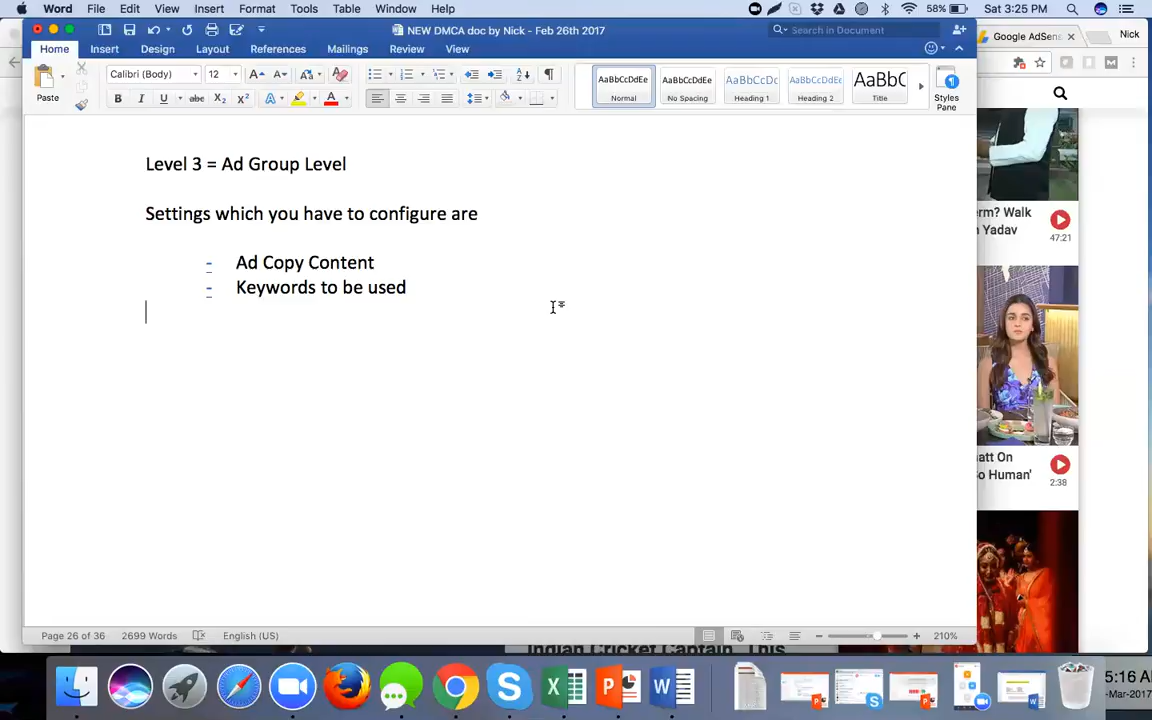 Word File Edit View Insert Format Tools Table Window Help 58% Sat 3:25 PM
NEW DMCA doc by Nick - Feb 26th 2017 Search in Document
Google AdSens Nick
Home Insert Design Layout References Mailings Review View
Paste Calibri (Body) 12 Styles Pane
AaBbCcDdEe AaBbCcDdEe AaBbCcDc AaBbCcDdEe AaBbC
Normal No Spacing Heading 1 Heading 2 Title
Level 3 = Ad Group Level
Settings which you have to configure are
- Ad Copy Content
- Keywords to be used
erm? Walk
n Yadav
47:21
att On
So Human'
2:38
Page 26 of 36 2699 Words English (US) 210%
Indian Cricket Captain. This
5:16 A
-Mar-2017